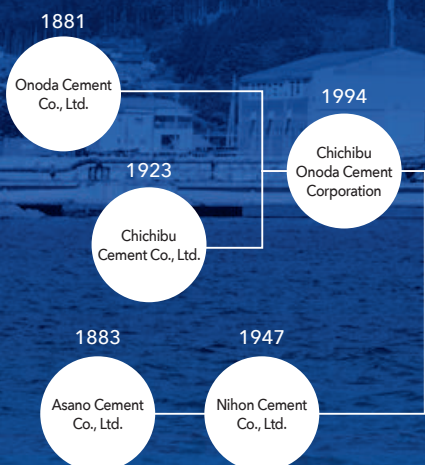 1881
Onoda Cement
Co., Ltd.
1994
Chichibu
Onoda Cement
Corporation
1923
Chichibu
Cement Co., Ltd.
1883
Asano Cement
Co., Ltd.
1947
Nihon Cement
Co., Ltd.